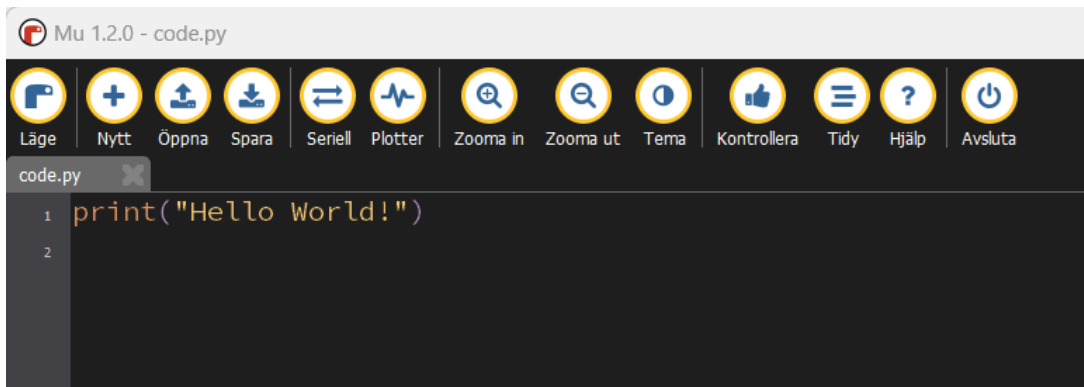 Mu 1.2.0 - code.py
Läge Nytt Öppna Spara Seriell Plotter Zooma in Zooma ut Tema Kontrollera Tidy Hjälp Avsluta
code.py
1 print("Hello World!")
2